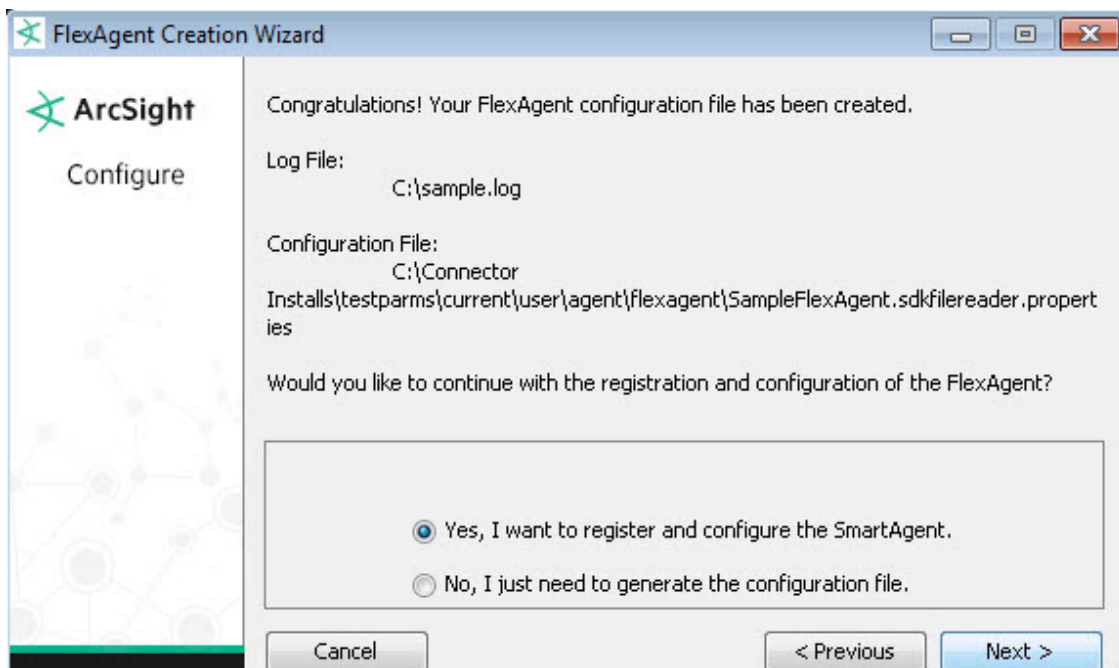 FlexAgent Creation Wizard
ArcSight
Configure
Congratulations! Your FlexAgent configuration file has been created.
Log File:
C:\sample.log
Configuration File:
C:\Connector
Installs\testparms\current\user\agent\flexagent\SampleFlexAgent.sdkfilereader.propert
ies
Would you like to continue with the registration and configuration of the FlexAgent?
Yes, I want to register and configure the SmartAgent.
No, I just need to generate the configuration file.
Cancel
< Previous
Next >